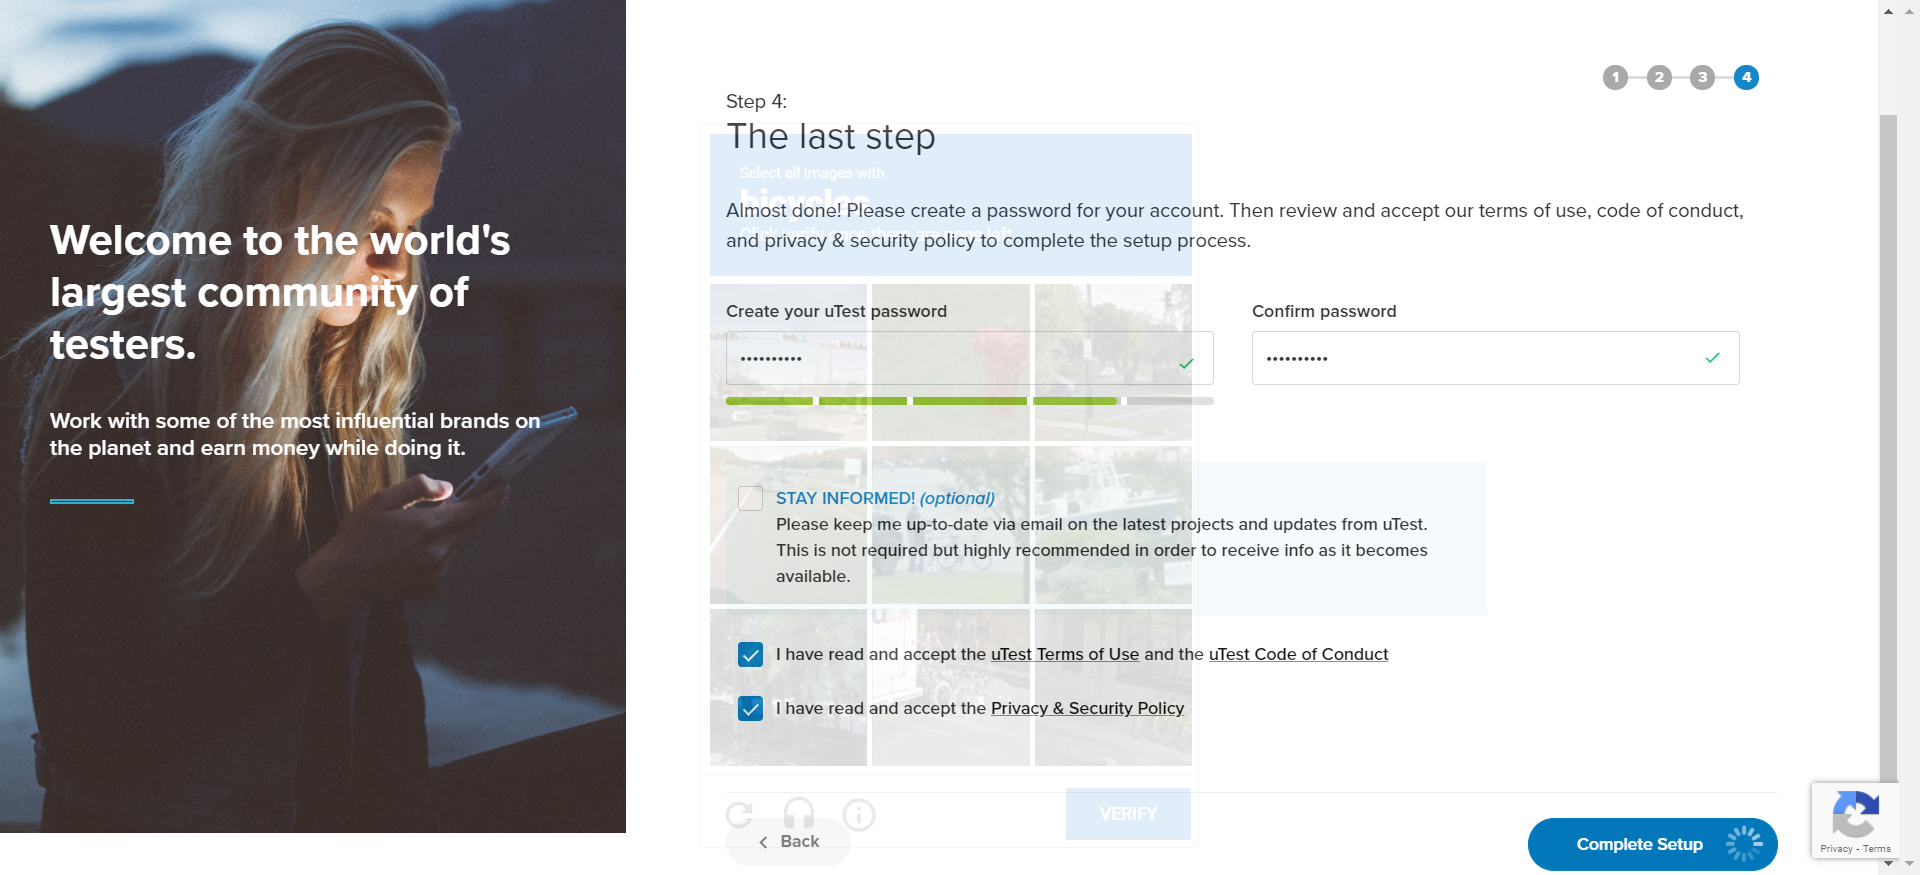 Welcome to the world's
largest community of
testers.
Work with some of the most influential brands on
the planet and earn money while doing it.
1 2 3 4
Step 4:
The last step
Select all images with
bicycles
Click verify once there are none left.
Almost done! Please create a password for your account. Then review and accept our terms of use, code of conduct,
and privacy & security policy to complete the setup process.
Create your uTest password
Confirm password
STAY INFORMED! (optional)
Please keep me up-to-date via email on the latest projects and updates from uTest.
This is not required but highly recommended in order to receive info as it becomes
available.
I have read and accept the uTest Terms of Use and the uTest Code of Conduct
I have read and accept the Privacy & Security Policy
VERIFY
Back
Complete Setup
Privacy - Terms